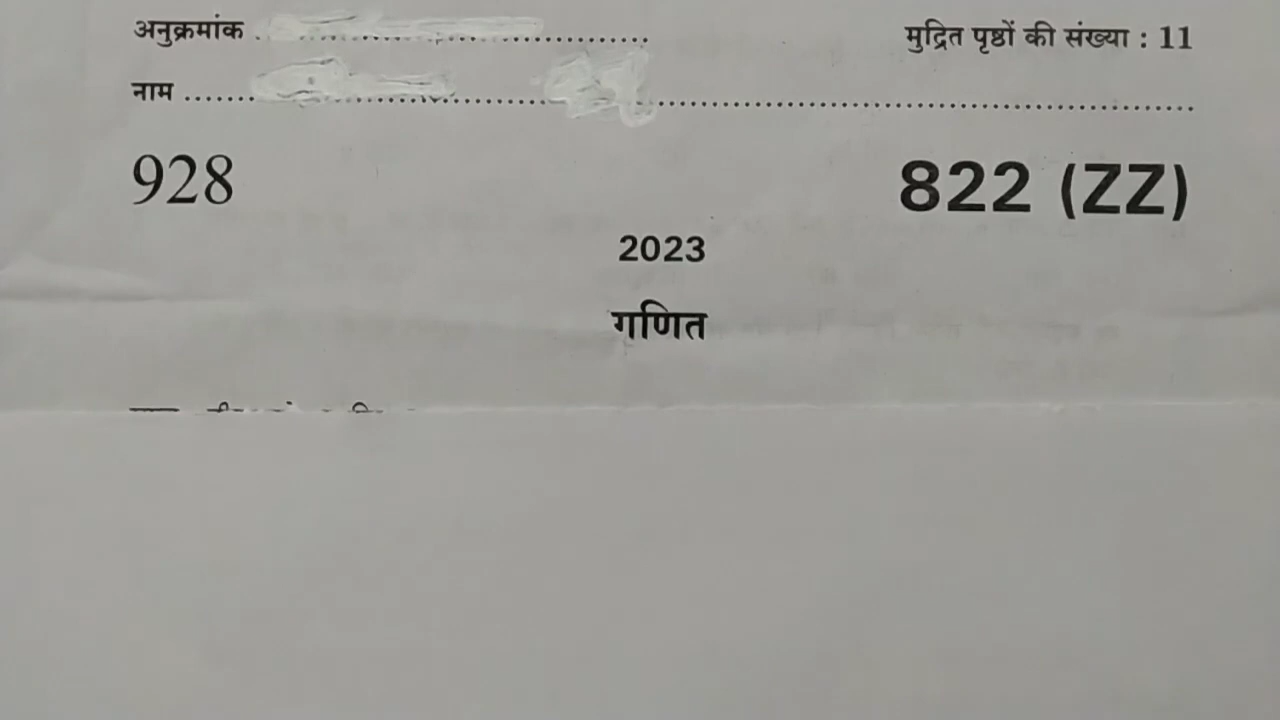 अनुक्रमांक ........................................
मुद्रित पृष्ठों की संख्या : 11
नाम ........................................................................
928
822 (ZZ)
2023
गणित